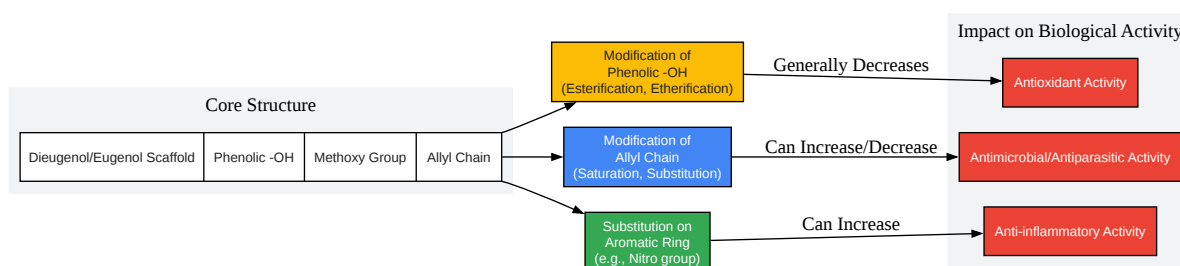 Core Structure
Dieugenol/Eugenol Scaffold
Phenolic -OH
Methoxy Group
Allyl Chain
Modification of
Phenolic -OH
(Esterification, Etherification)
Modification of
Allyl Chain
(Saturation, Substitution)
Substitution on
Aromatic Ring
(e.g., Nitro group)
Generally Decreases
Can Increase/Decrease
Can Increase
Impact on Biological Activity
Antioxidant Activity
Antimicrobial/Antiparasitic Activity
Anti-inflammatory Activity